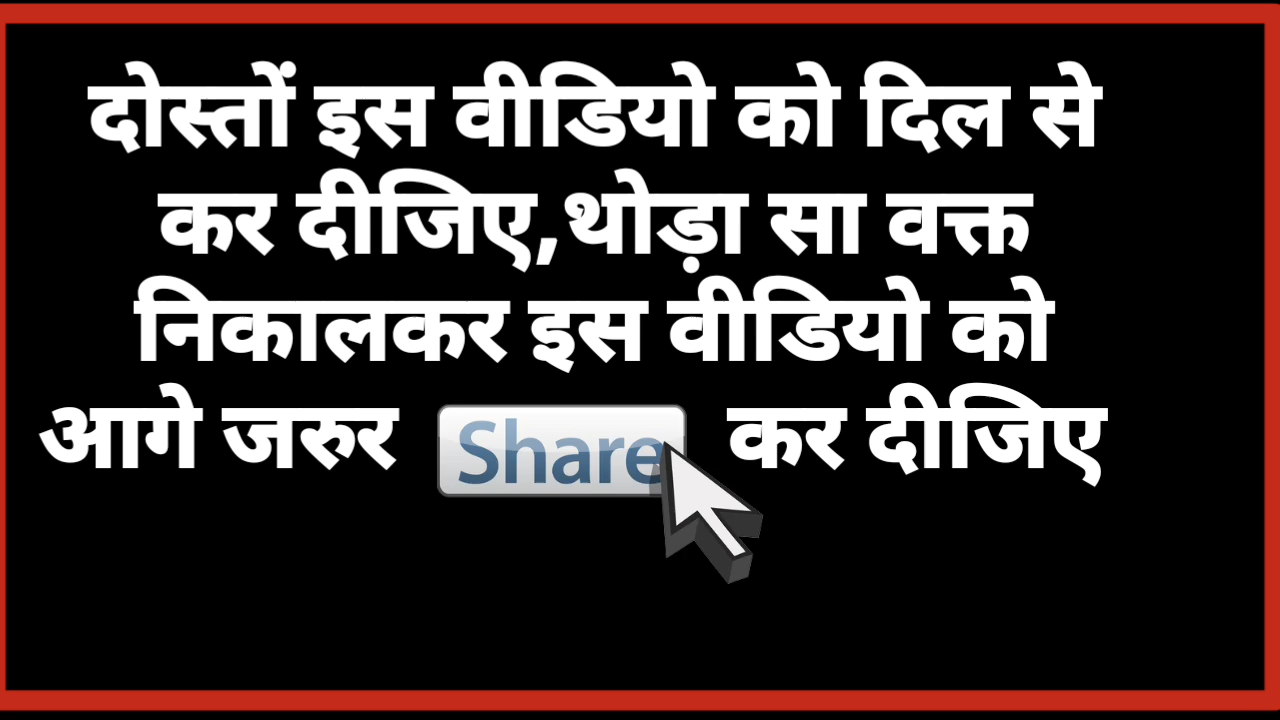 दोस्तों इस वीडियो को दिल से
कर दीजिए,थोड़ा सा वक्त
निकालकर इस वीडियो को
आगे जरुर Share कर दीजिए